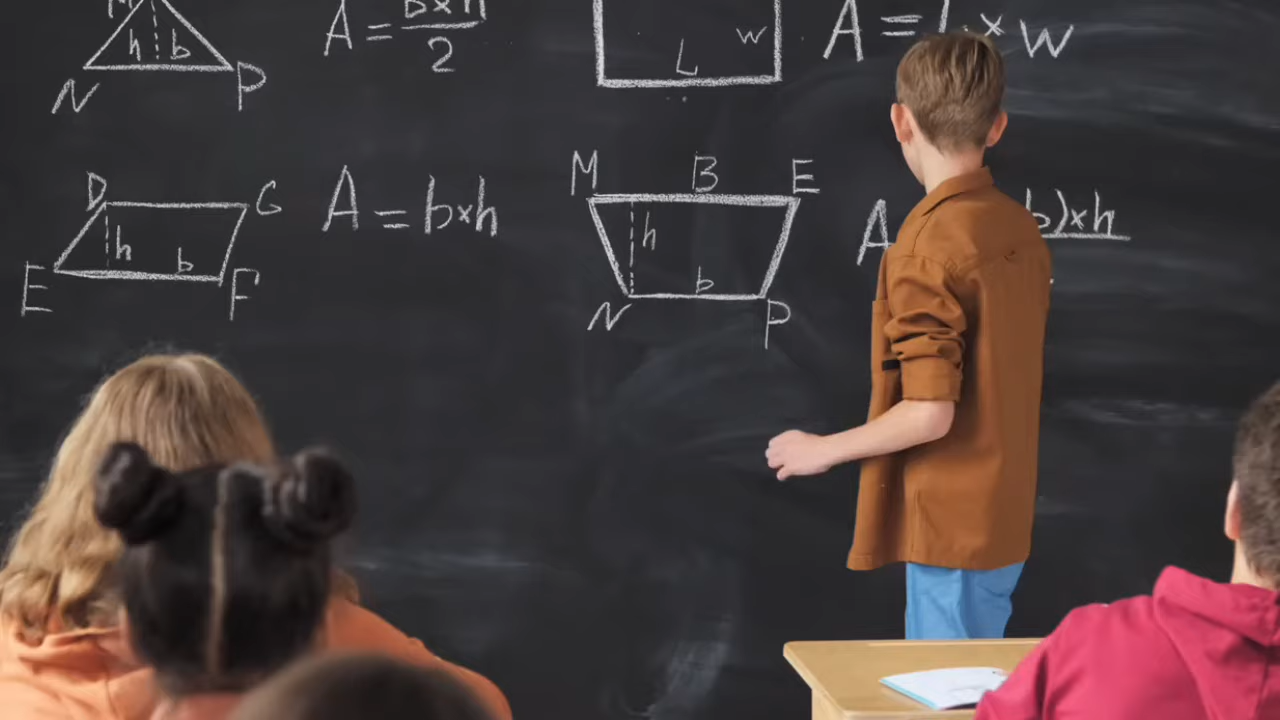 M
h b
N P
A = b×h
2
L w
A = L × w
D G
h b
E F
A = b×h
M B E
h
b
N P
A b)×h